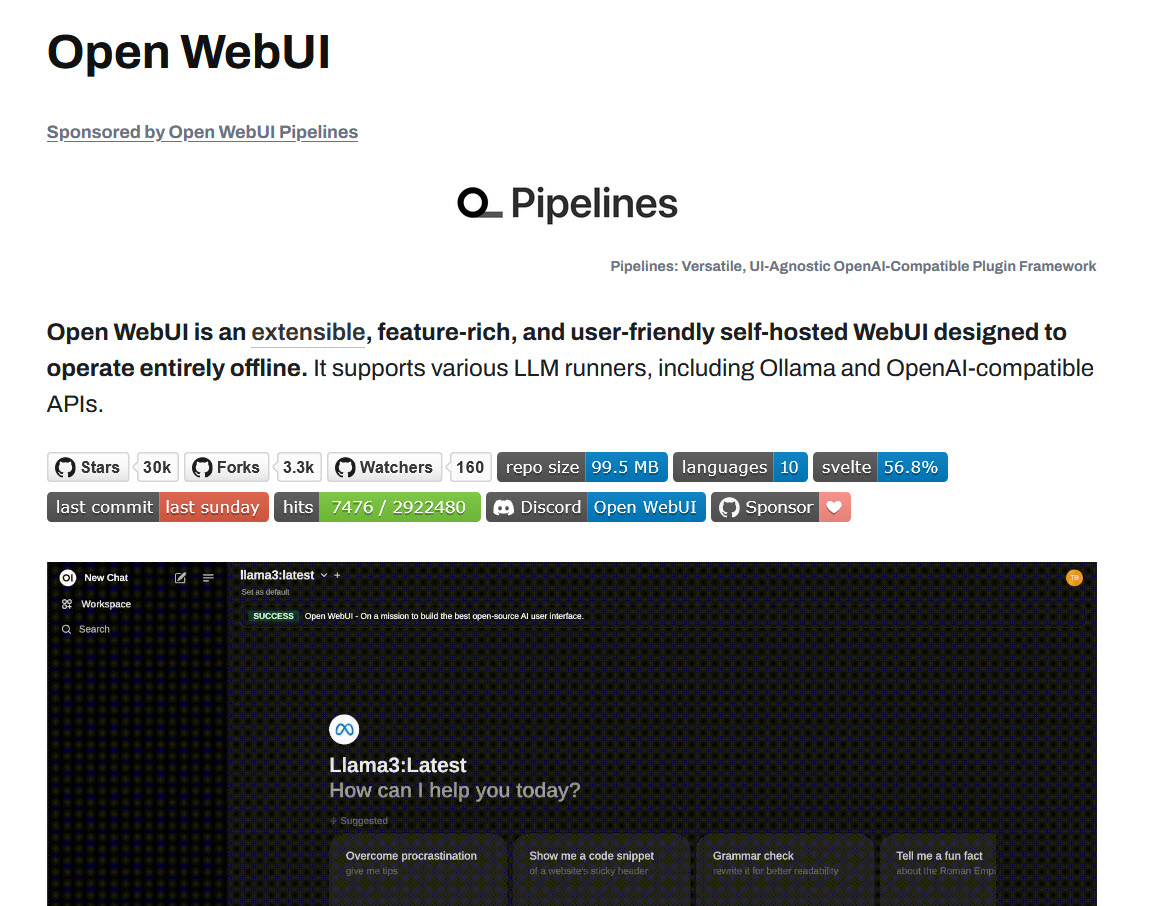 Open WebUI
Sponsored by Open WebUI Pipelines
Pipelines
Pipelines: Versatile, UI-Agnostic OpenAI-Compatible Plugin Framework
Open WebUI is an extensible, feature-rich, and user-friendly self-hosted WebUI designed to
operate entirely offline. It supports various LLM runners, including Ollama and OpenAI-compatible
APIs.
Stars 30k Forks 3.3k Watchers 160 repo size 99.5 MB languages 10 svelte 56.8%
last commit last sunday hits 7476 / 2922480 Discord Open WebUI Sponsor
OI New Chat llama3:latest
Set as default
Workspace
SUCCESS Open WebUI - On a mission to build the best open-source AI user interface.
Search
Llama3:Latest
How can I help you today?
Suggested
Overcome procrastination Show me a code snippet Grammar check Tell me a fun fact
give me tips of a website's sticky header rewrite it for better readability about the Roman